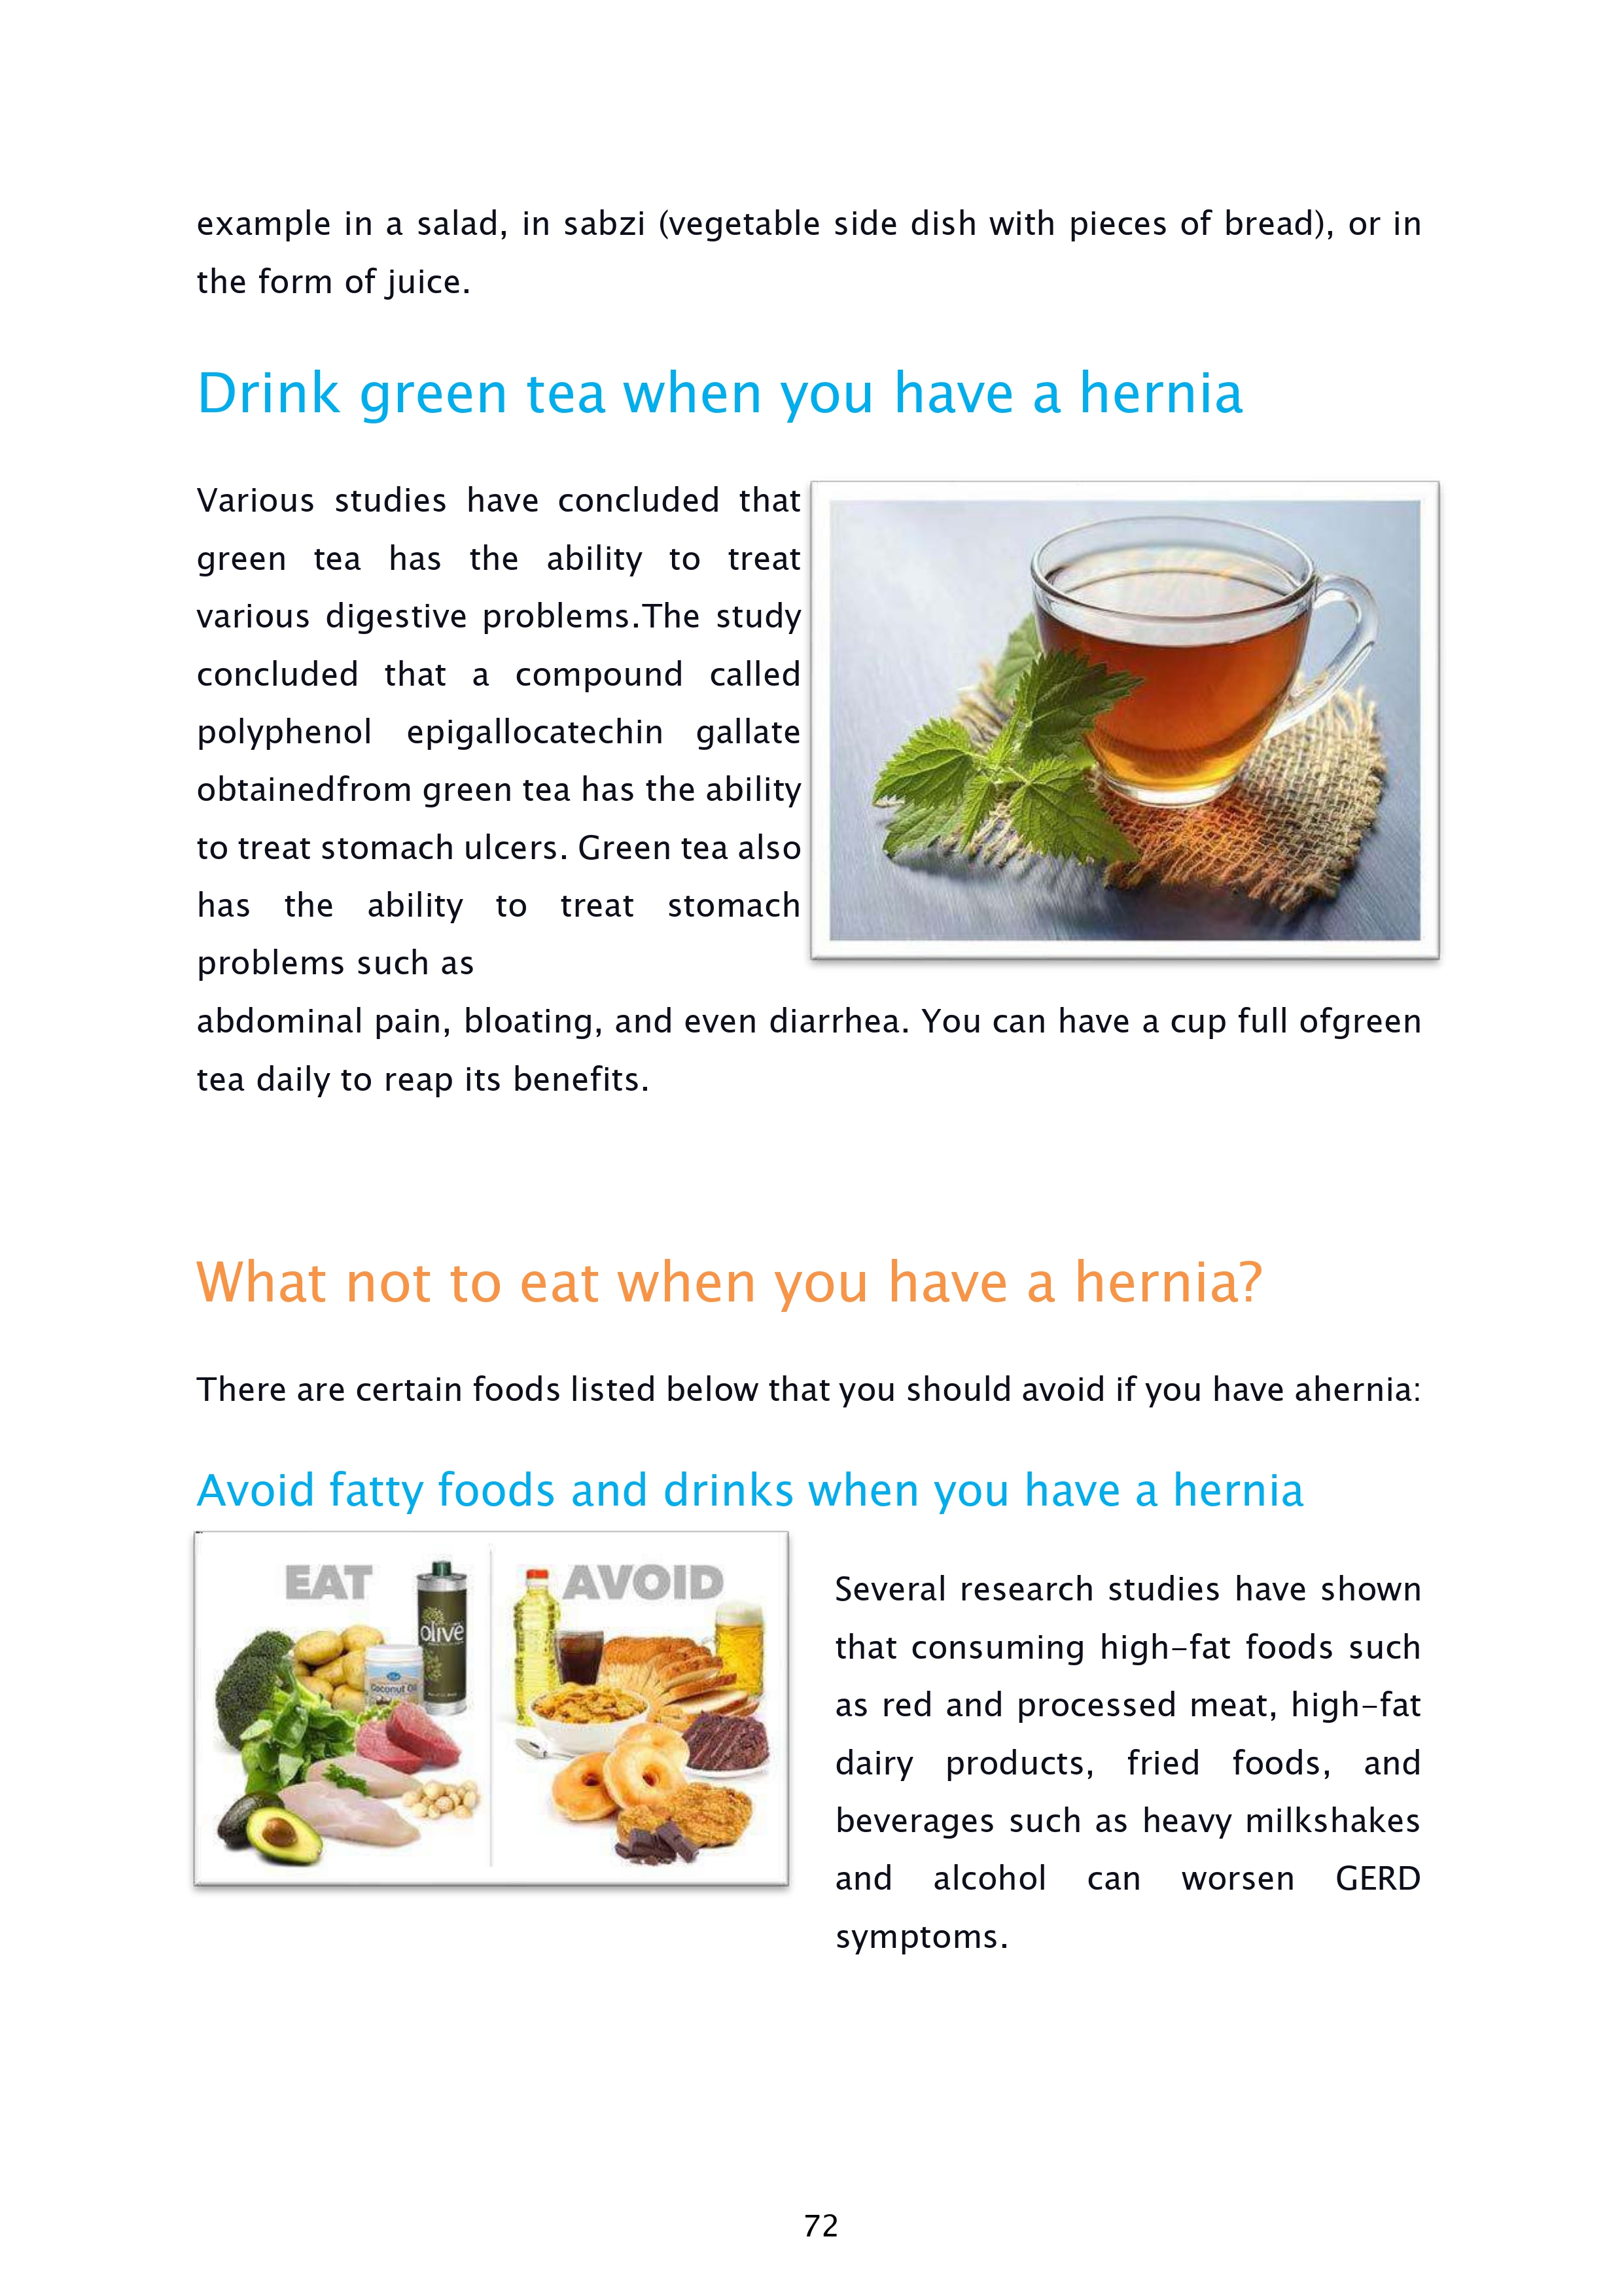 example in a salad, in sabzi (vegetable side dish with pieces of bread), or in
the form of juice.
Drink green tea when you have a hernia
Various studies have concluded that
green tea has the ability to treat
various digestive problems.The study
concluded that a compound called
polyphenol epigallocatechin gallate
obtainedfrom green tea has the ability
to treat stomach ulcers. Green tea also
has the ability to treat stomach
problems such as
abdominal pain, bloating, and even diarrhea. You can have a cup full ofgreen
tea daily to reap its benefits.
What not to eat when you have a hernia?
There are certain foods listed below that you should avoid if you have ahernia:
Avoid fatty foods and drinks when you have a hernia
EAT
AVOID
olive
Coconut Oil
Several research studies have shown
that consuming high-fat foods such
as red and processed meat, high-fat
dairy products, fried foods, and
beverages such as heavy milkshakes
and alcohol can worsen GERD
symptoms.
72